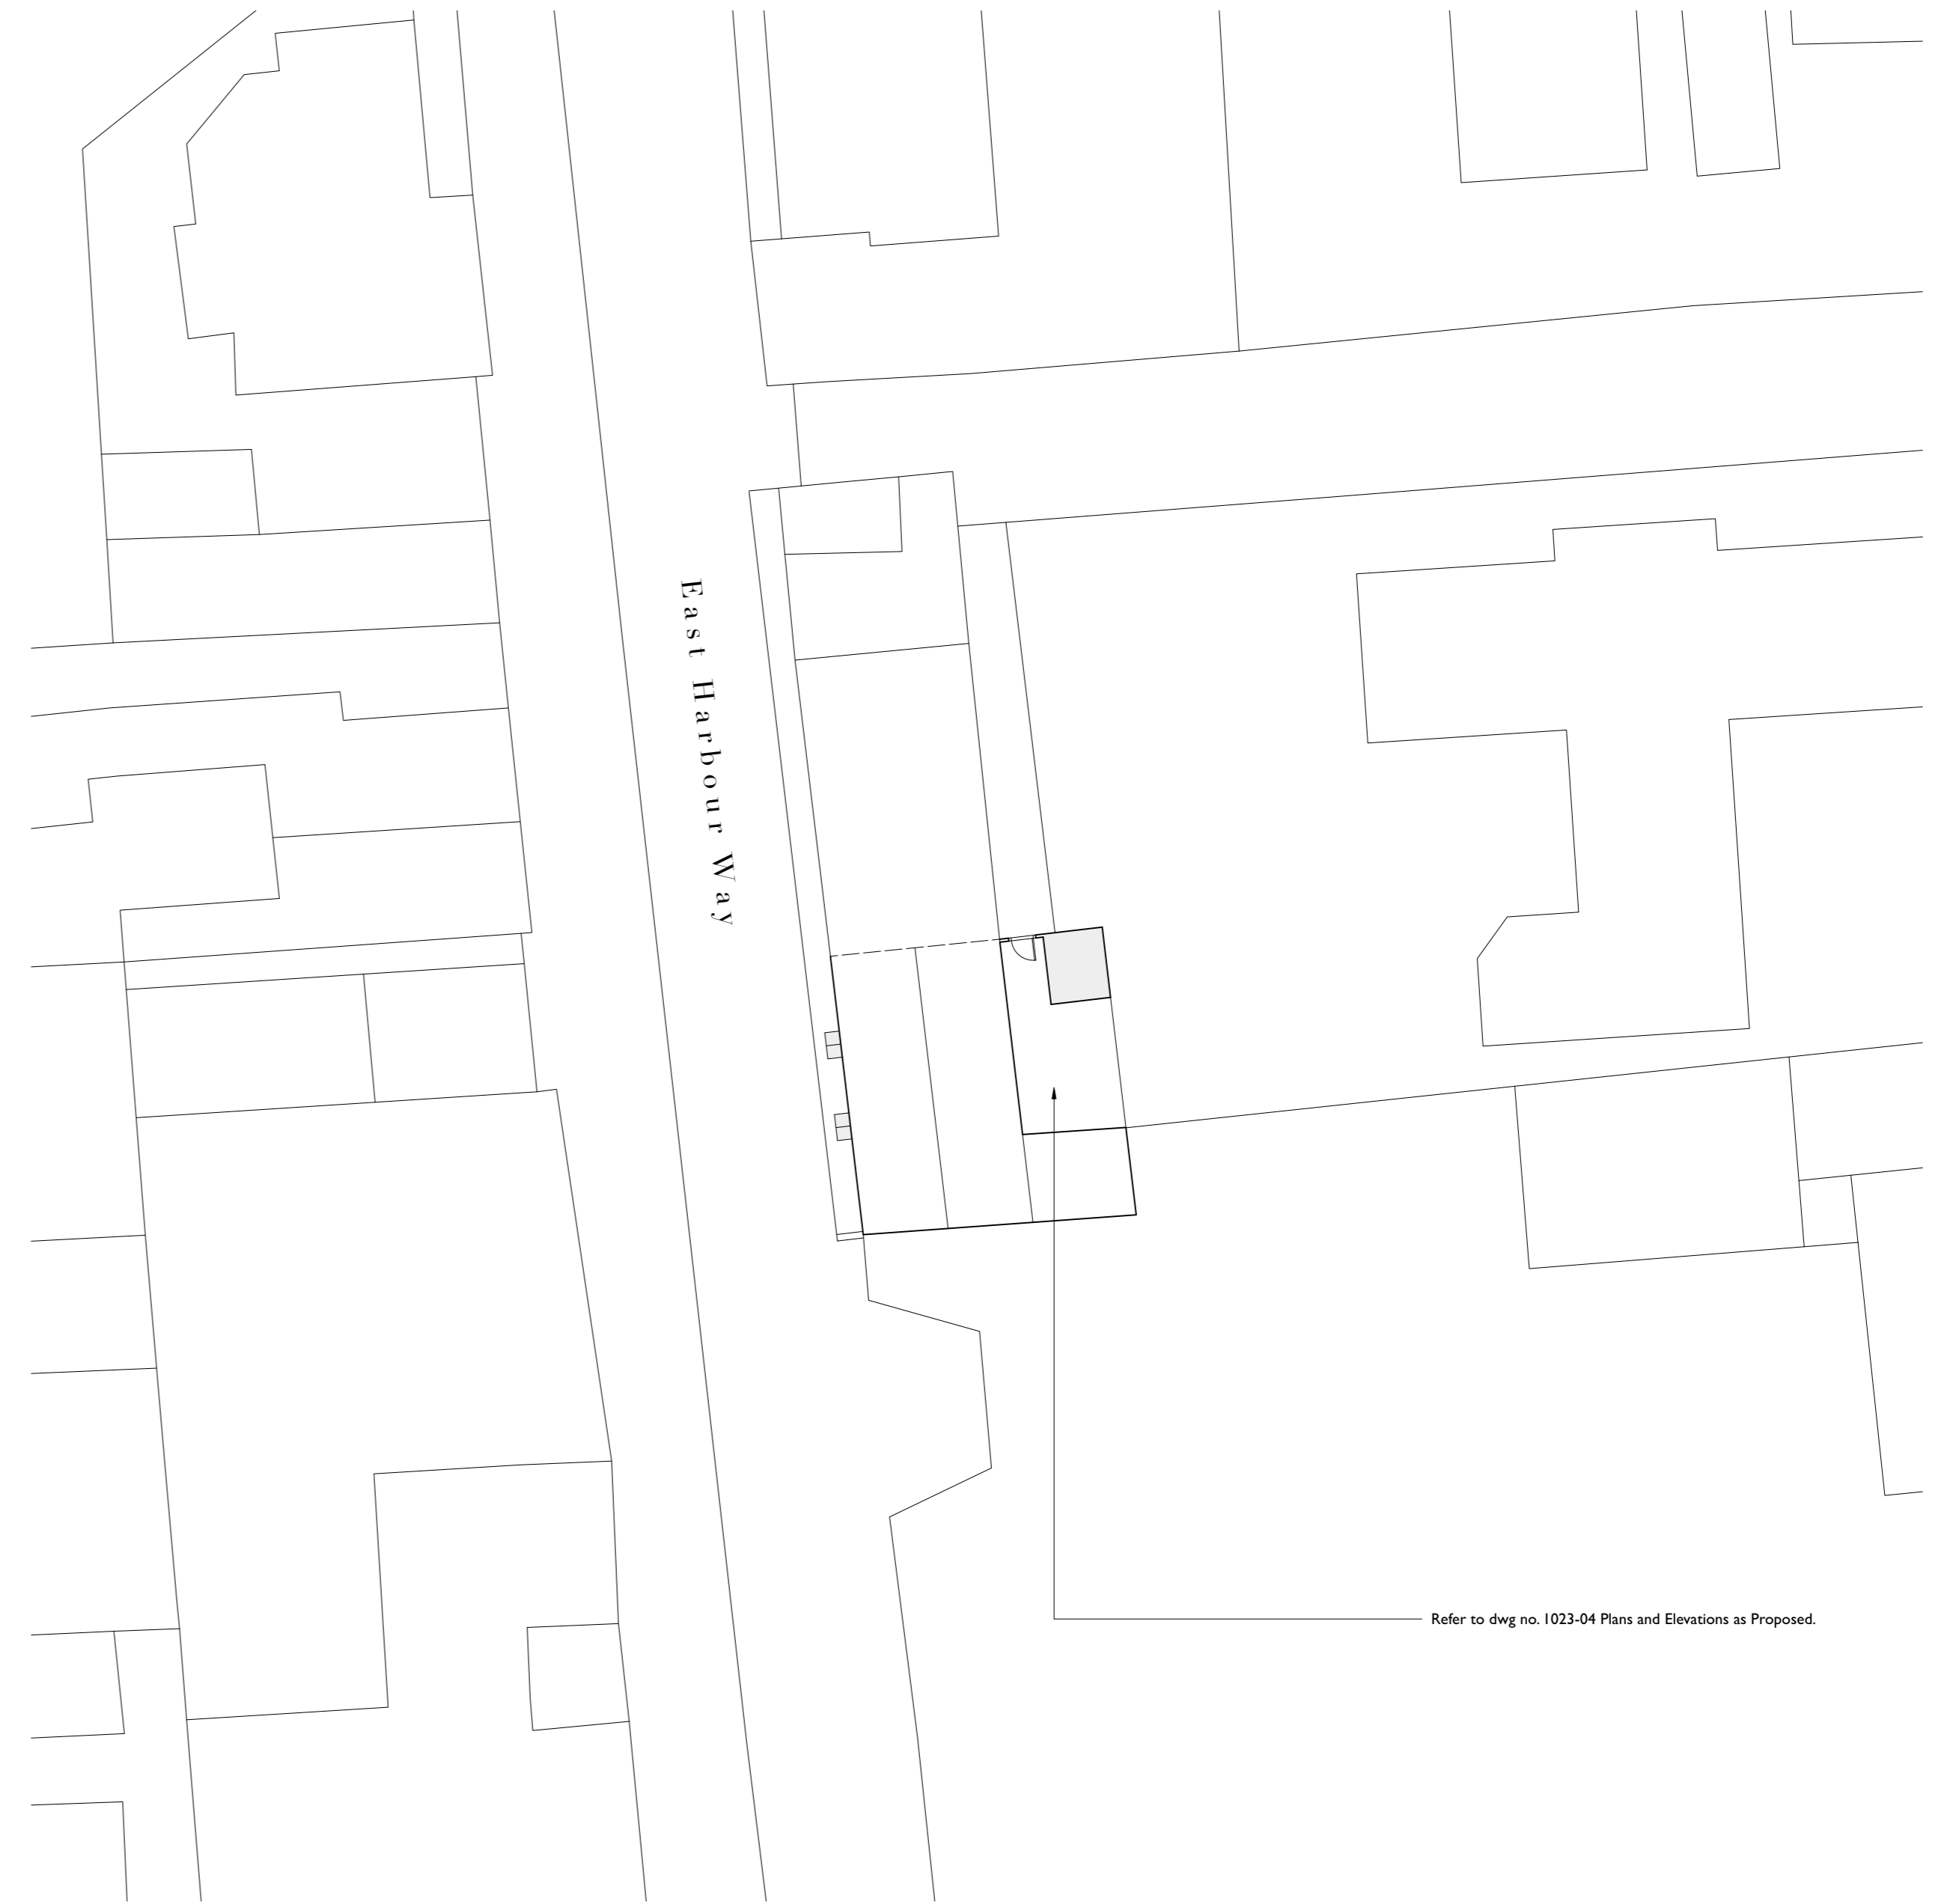 East Harbour Way
Refer to dwg no. 1023-04 Plans and Elevations as Proposed.